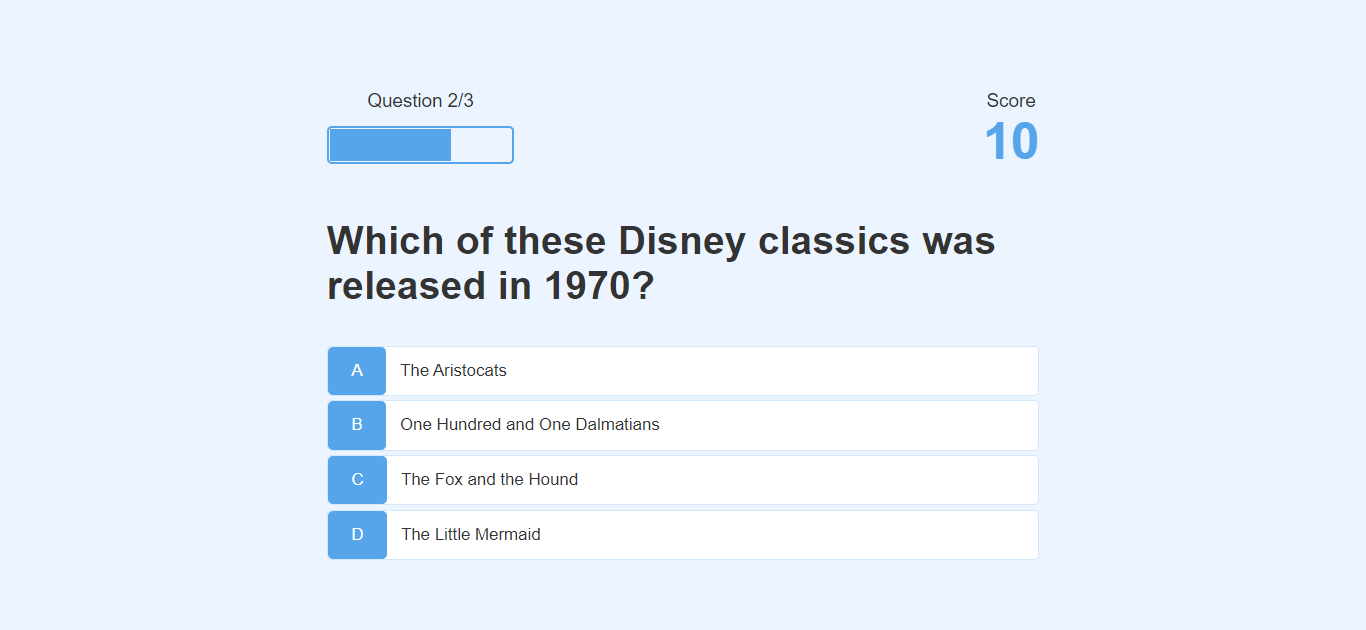 Question 2/3
Score
10
Which of these Disney classics was
released in 1970?
A The Aristocats
B One Hundred and One Dalmatians
C The Fox and the Hound
D The Little Mermaid